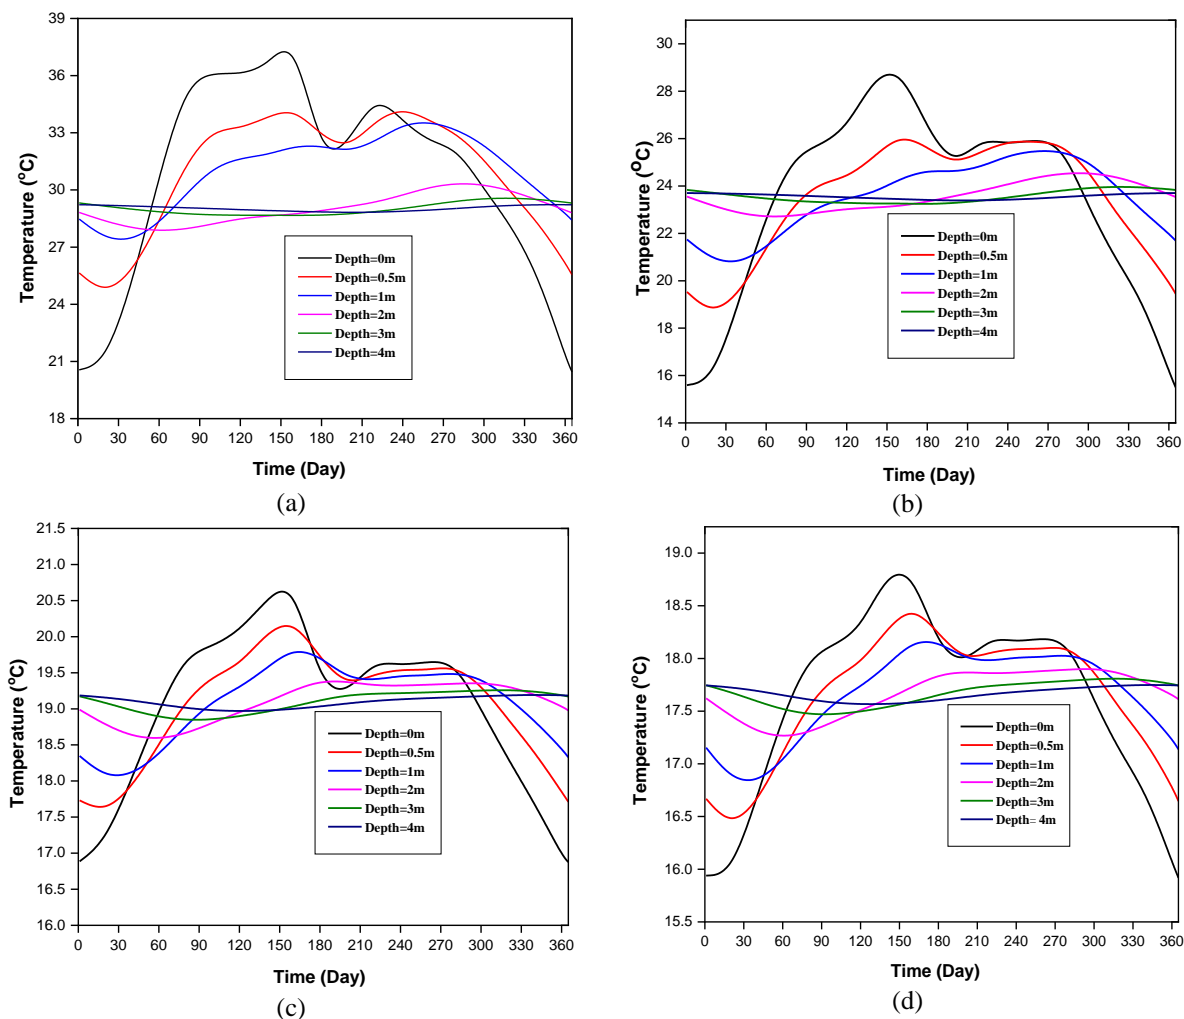 39
36
33
30
27
24
21
18
Temperature (°C)
0 30 60 90 120 150 180 210 240 270 300 330 360
Time (Day)
Depth=0m
Depth=0.5m
Depth=1m
Depth=2m
Depth=3m
Depth=4m
(a)
30
28
26
24
22
20
18
16
14
Temperature (°C)
0 30 60 90 120 150 180 210 240 270 300 330 360
Time (Day)
Depth=0m
Depth=0.5m
Depth=1m
Depth=2m
Depth=3m
Depth=4m
(b)
21.5
21.0
20.5
20.0
19.5
19.0
18.5
18.0
17.5
17.0
16.5
16.0
Temperature (°C)
0 30 60 90 120 150 180 210 240 270 300 330 360
Time (Day)
Depth=0m
Depth=0.5m
Depth=1m
Depth=2m
Depth=3m
Depth=4m
(c)
19.0
18.5
18.0
17.5
17.0
16.5
16.0
15.5
Temperature (°C)
0 30 60 90 120 150 180 210 240 270 300 330 360
Time (Day)
Depth=0m
Depth=0.5m
Depth=1m
Depth=2m
Depth=3m
Depth= 4m
(d)